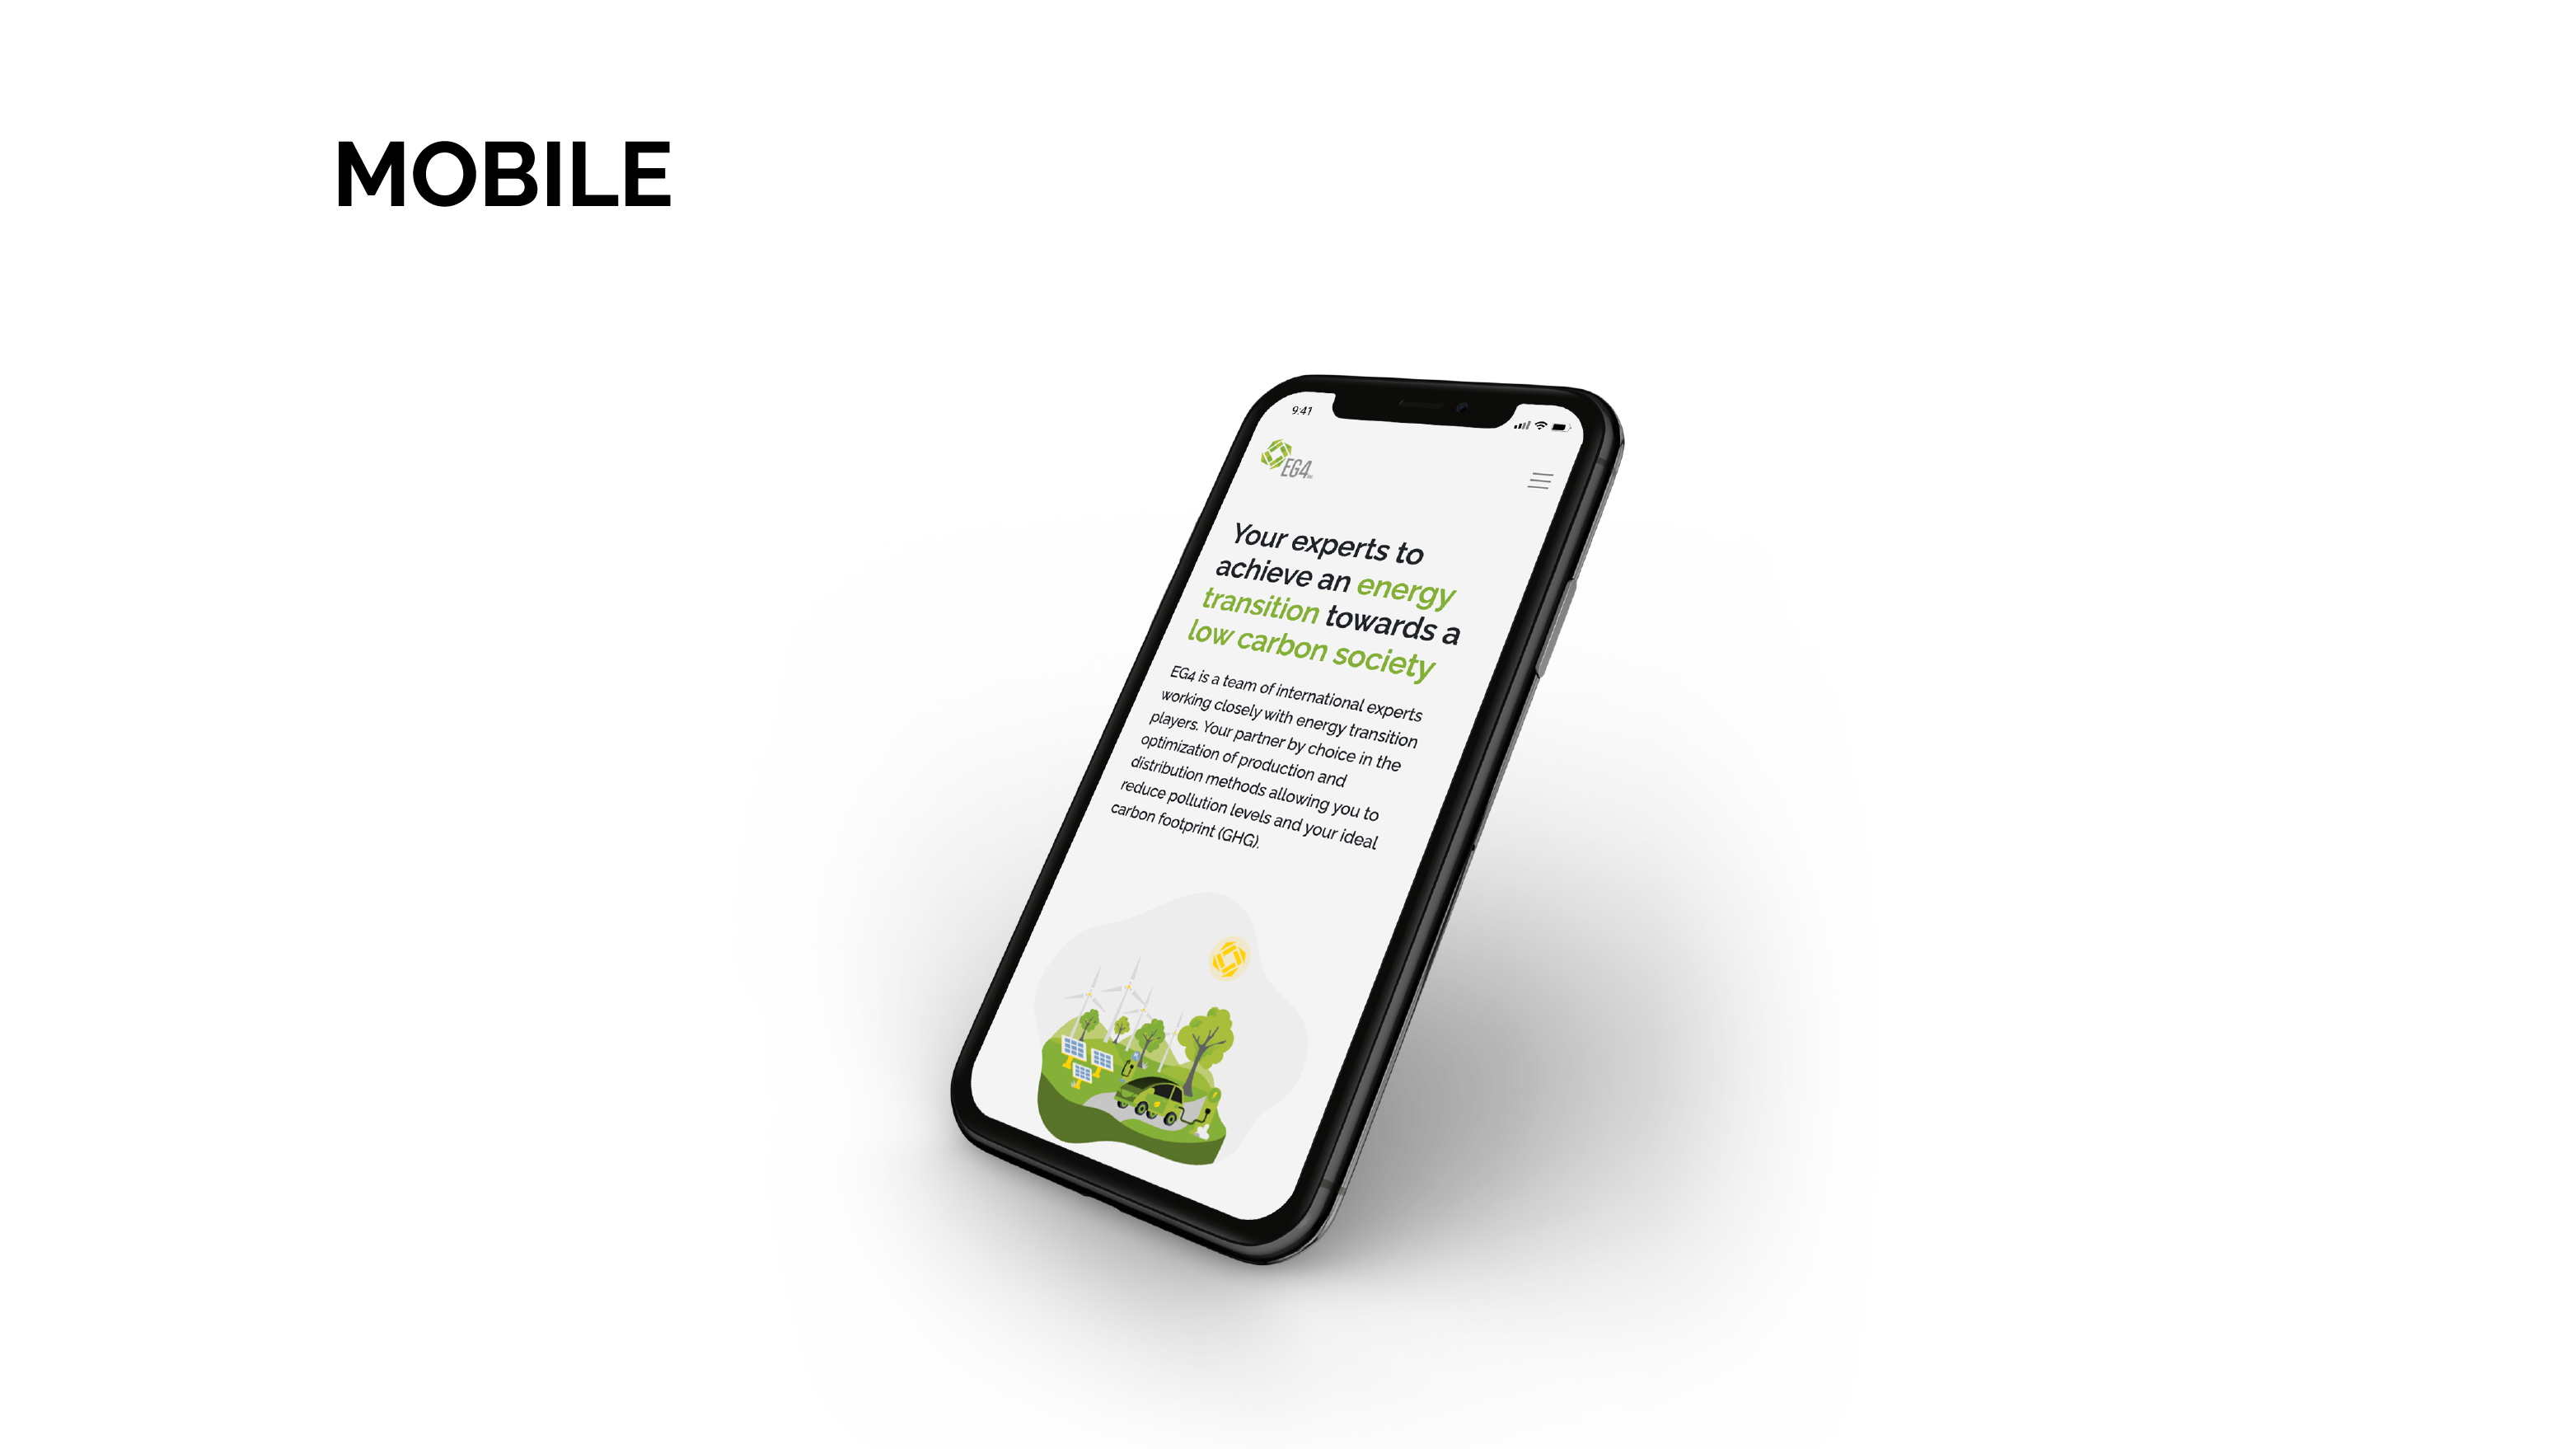 MOBILE
9:41
EG4
Your experts to
achieve an energy
transition towards a
low carbon society
EG4 is a team of international experts
working closely with energy transition
players. Your partner by choice in the
optimization of production and
distribution methods allowing you to
reduce pollution levels and your ideal
carbon footprint (GHG).